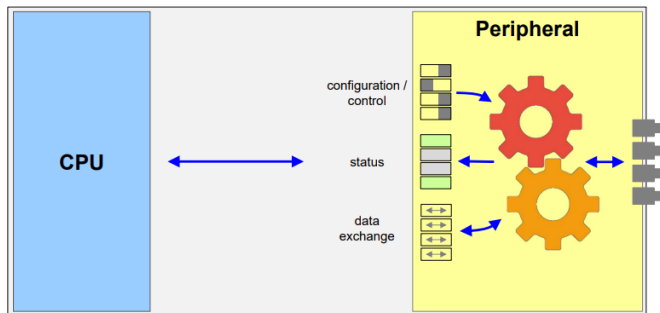 Peripheral
configuration /
control
CPU
status
data
exchange